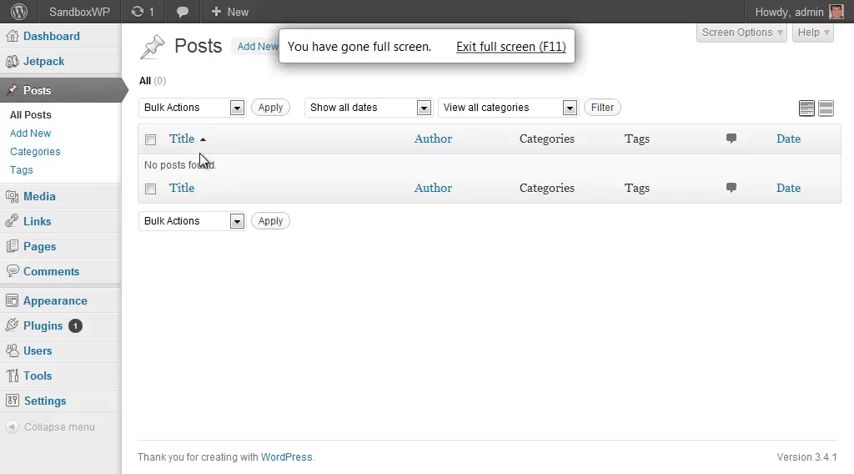 SandboxWP 1 + New Howdy, admin
Dashboard
Jetpack
Posts
All Posts
Add New
Categories
Tags
Media
Links
Pages
Comments
Appearance
Plugins 1
Users
Tools
Settings
Collapse menu
Posts Add New
You have gone full screen. Exit full screen (F11)
Screen Options Help
All (0)
Bulk Actions Apply Show all dates View all categories Filter
Title Author Categories Tags Date
No posts found.
Title Author Categories Tags Date
Bulk Actions Apply
Thank you for creating with WordPress. Version 3.4.1